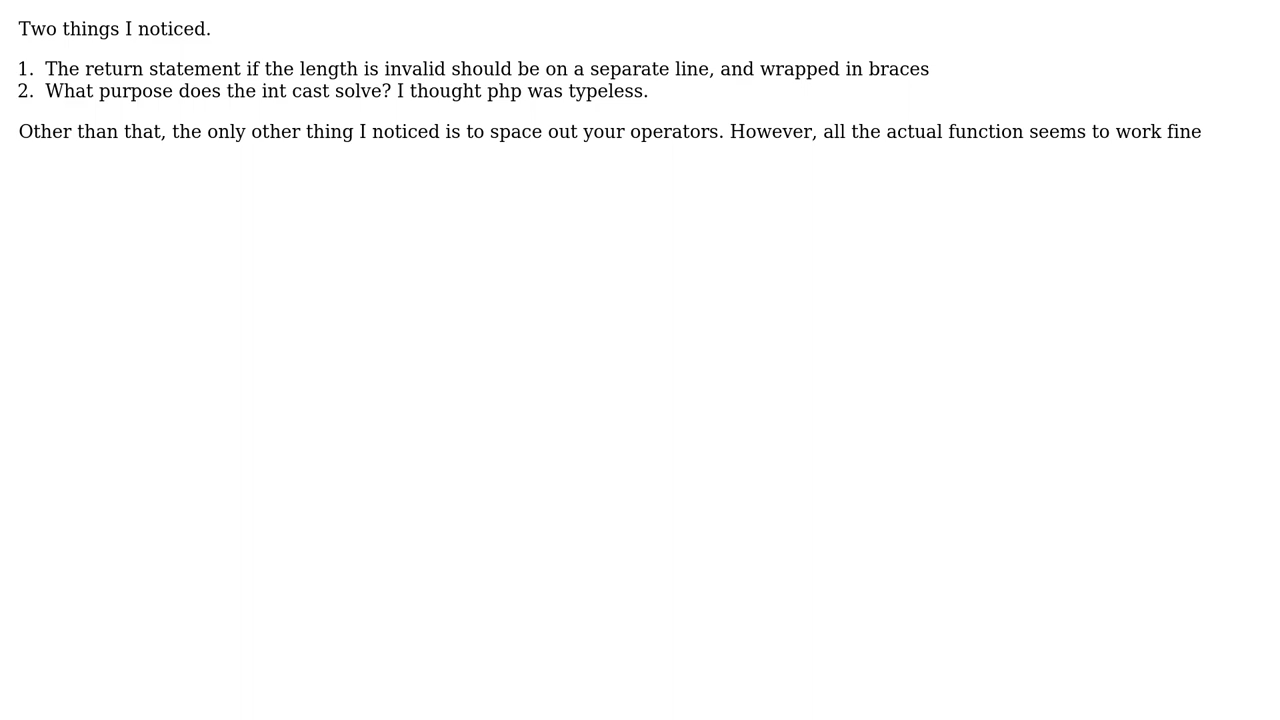 Two things I noticed.
1. The return statement if the length is invalid should be on a separate line, and wrapped in braces
2. What purpose does the int cast solve? I thought php was typeless.
Other than that, the only other thing I noticed is to space out your operators. However, all the actual function seems to work fine